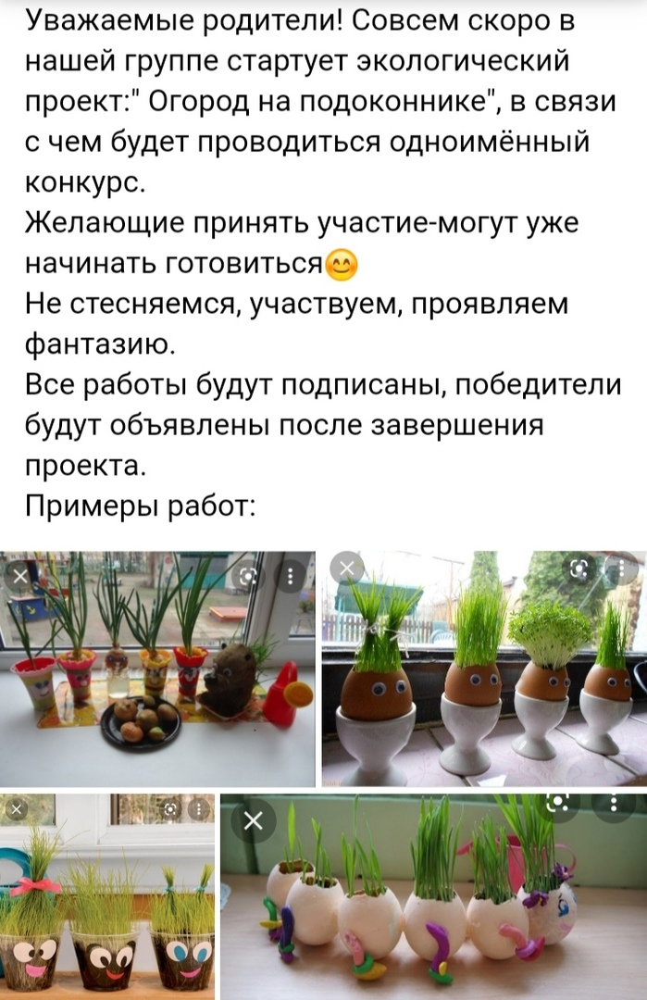 Уважаемые родители! Совсем скоро в
нашей группе стартует экологический
проект:" Огород на подоконнике", в связи
с чем будет проводиться одноимённый
конкурс.
Желающие принять участие-могут уже
начинать готовиться😊
Не стесняемся, участвуем, проявляем
фантазию.
Все работы будут подписаны, победители
будут объявлены после завершения
проекта.
Примеры работ: